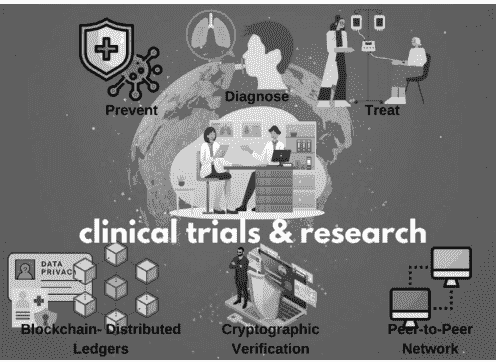 Prevent
Diagnose
Treat
clinical trials & research
DATA
PRIVACY
Blockchain- Distributed
Ledgers
Cryptographic
Verification
Peer-to-Peer
Network